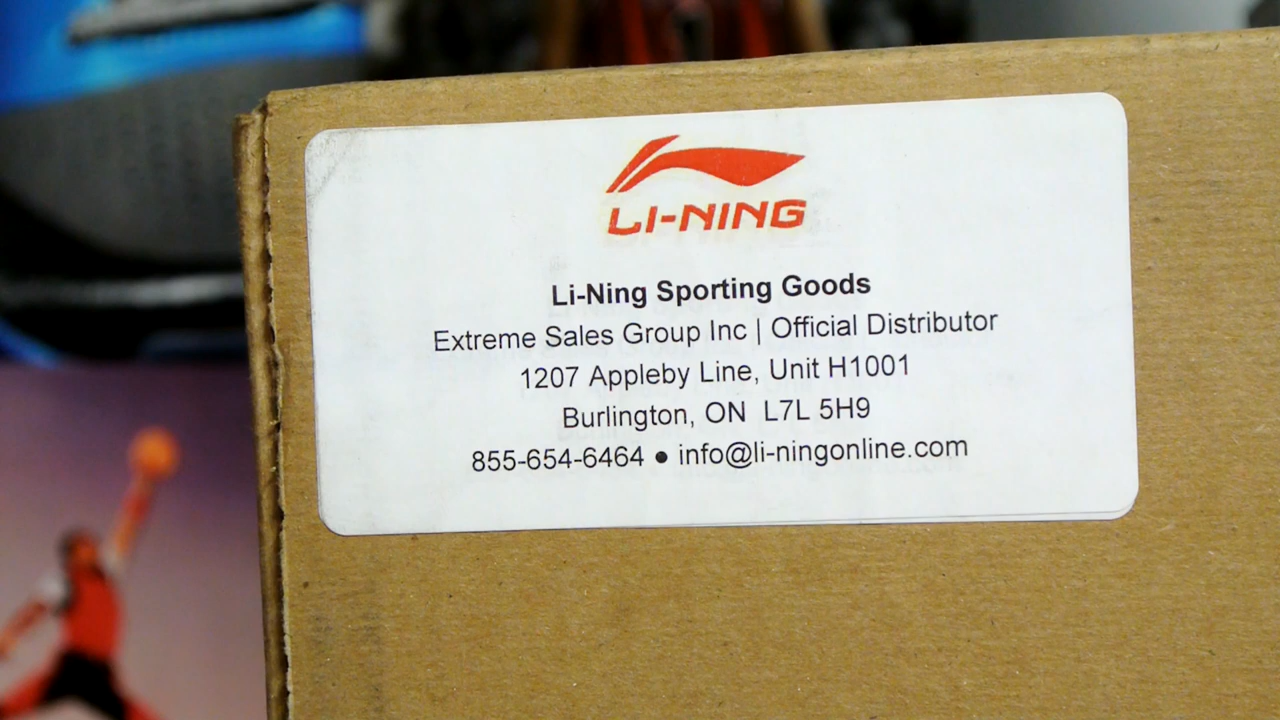 LI-NING
Li-Ning Sporting Goods
Extreme Sales Group Inc | Official Distributor
1207 Appleby Line, Unit H1001
Burlington, ON  L7L 5H9
855-654-6464 ● info@li-ningonline.com